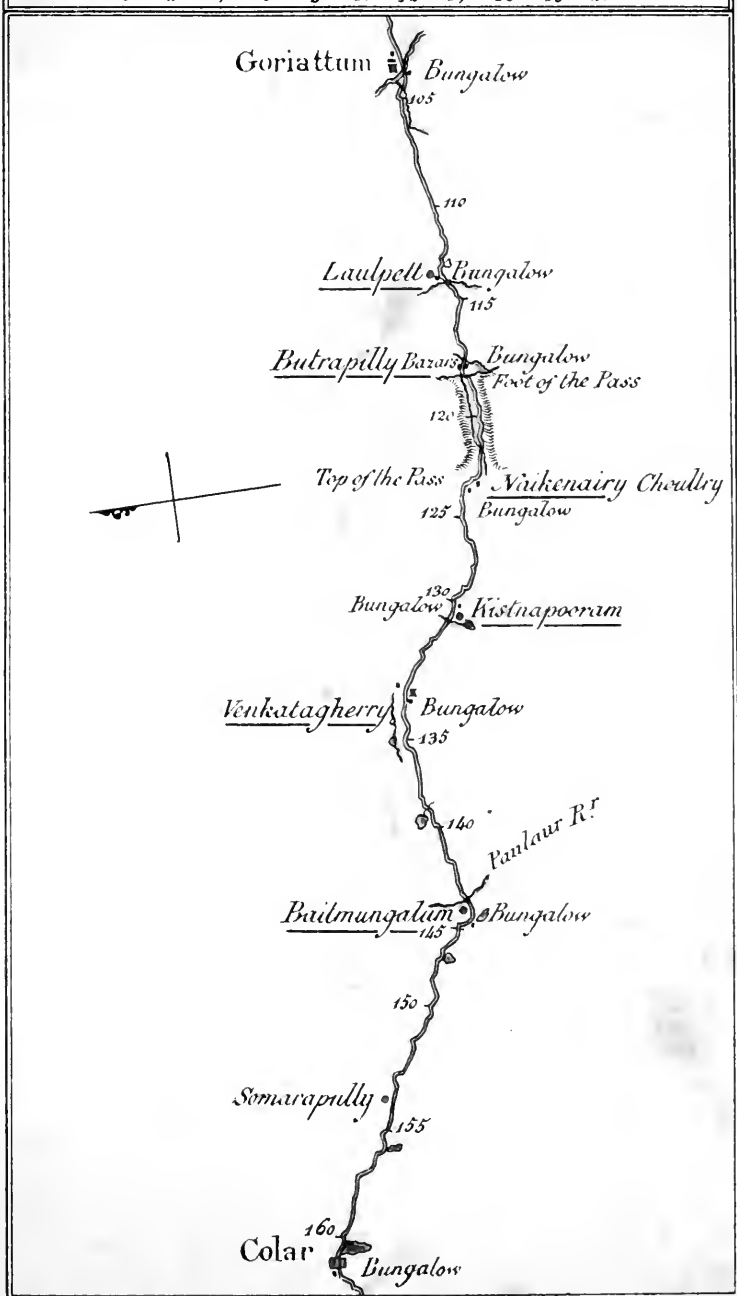 Goriattum Bungalow
105
110
Laulpett Bungalow
115
Butrapilly Bazars Bungalow
Foot of the Pass
120
Top of the Pass Naikenairy Choultry
125 Bungalow
130
Bungalow Kistnapooram
Venkatagherry Bungalow
135
140
Paulaur Rr
Baitmungalum Bungalow
145
150
Somarapully
155
160
Colar Bungalow